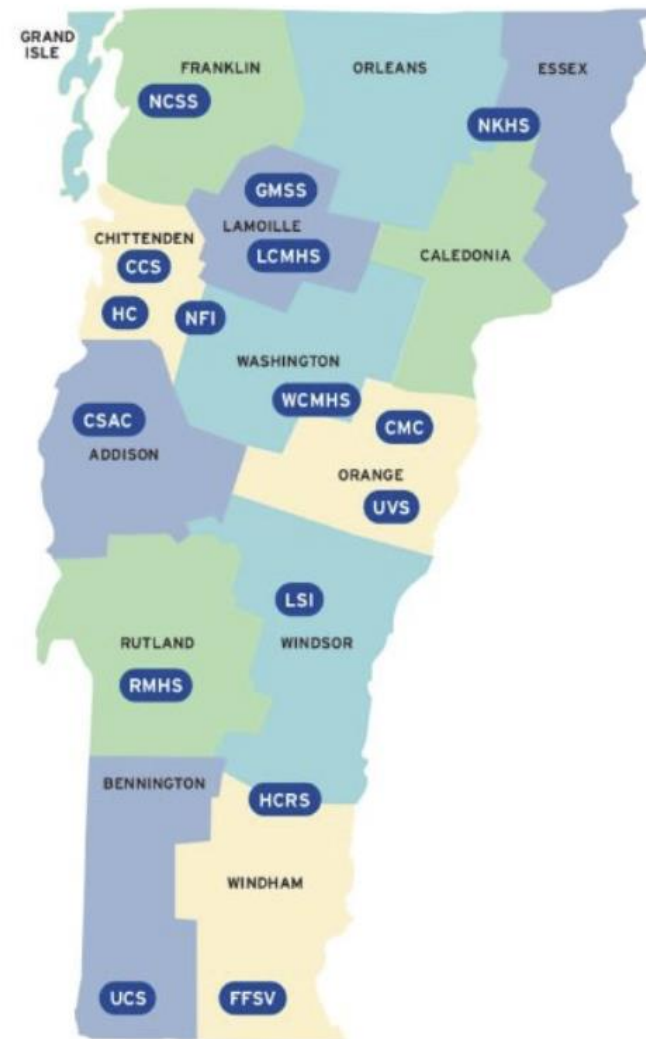 GRAND
ISLE
FRANKLIN
ORLEANS
ESSEX
NCSS
NKHS
GMSS
LAMOILLE
LCMHS
CHITTENDEN
CCS
HC
NFI
CALEDONIA
WASHINGTON
WCMHS
CSAC
ADDISON
CMC
ORANGE
UVS
LSI
RUTLAND
WINDSOR
RMHS
BENNINGTON
HCRS
WINDHAM
UCS
FFSV